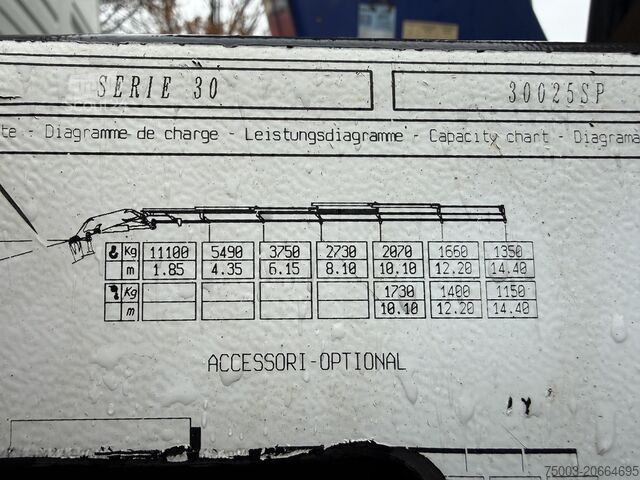 SERIE 30
30025SP
te - Diagramme de charge - Leistungsdiagramme - Capacity chart - Diagrama
Kg 11100 5490 3750 2730 2070 1660 1350
m 1.85 4.35 6.15 8.10 10.10 12.20 14.40
Kg 1730 1400 1150
m 10.10 12.20 14.40
ACCESSORI-OPTIONAL
75003-20664695